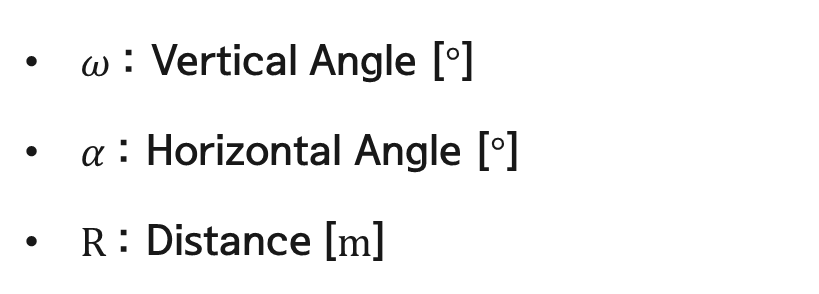 • ω : Vertical Angle [°]
• α : Horizontal Angle [°]
• R : Distance [m]